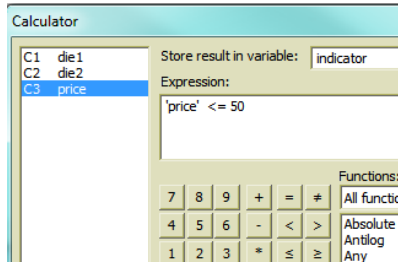 Calculator
C1 die1
C2 die2
C3 price
Store result in variable: indicator
Expression:
'price' <= 50
Functions:
7 8 9 + = ≠ All functio
4 5 6 - < > Absolute
Antilog
1 2 3 * ≤ ≥ Any